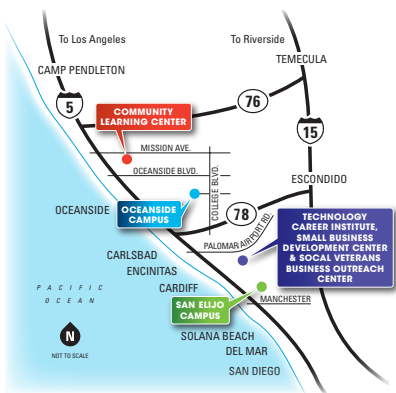 To Los Angeles
To Riverside
TEMECULA
CAMP PENDLETON
5
76
15
COMMUNITY
LEARNING CENTER
MISSION AVE.
OCEANSIDE BLVD.
COLLEGE BLVD.
ESCONDIDO
OCEANSIDE
OCEANSIDE
CAMPUS
78
PALOMAR AIRPORT RD.
TECHNOLOGY
CAREER INSTITUTE,
SMALL BUSINESS
DEVELOPMENT CENTER
& SOCAL VETERANS
BUSINESS OUTREACH
CENTER
CARLSBAD
ENCINITAS
CARDIFF
PACIFIC
OCEAN
SAN ELIJO
CAMPUS
MANCHESTER
N
NOT TO SCALE
SOLANA BEACH
DEL MAR
SAN DIEGO